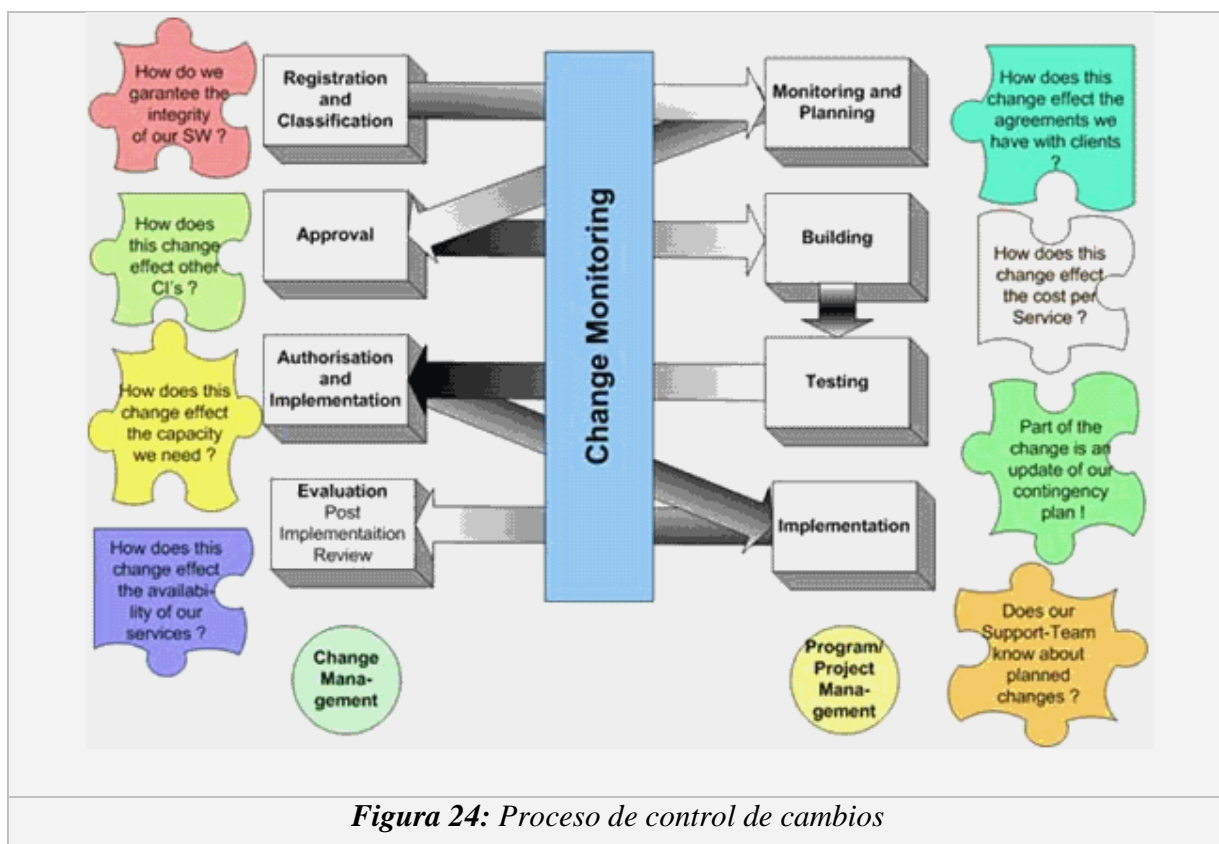 How do we
garantee the
integrity
of our SW ?
How does
this change
effect other
CI's ?
How does this
change effect
the capacity
we need ?
How does this
change effect
the availabi-
lity of our
services ?
Registration
and
Classification
Approval
Authorisation
and
Implementation
Evaluation
Post
Implementaition
Review
Change
Mana-
gement
Change Monitoring
Monitoring and
Planning
Building
Testing
Implementation
Program/
Project
Mana-
gement
How does this
change effect the
agreements we
have with clients
?
How does this
change effect
the cost per
Service ?
Part of the
change is an
update of our
contingency
plan !
Does our
Support-Team
know about
planned
changes ?
Figura 24: Proceso de control de cambios